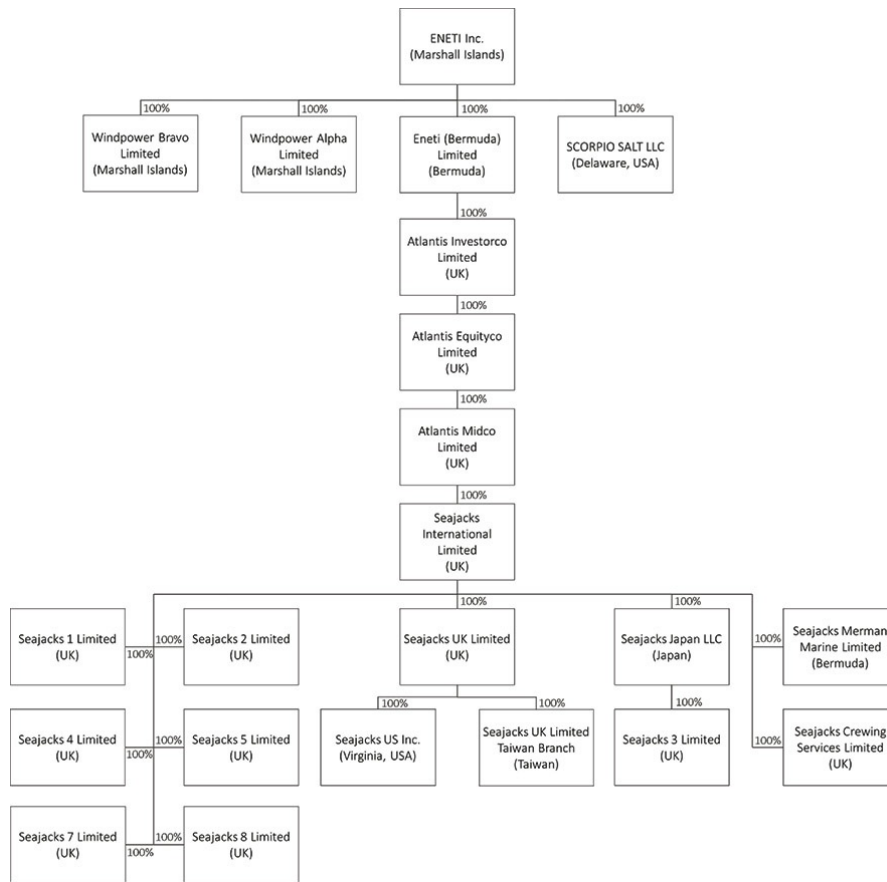 ENETI Inc.
(Marshall Islands)
100%
100%
100%
100%
Windpower Bravo
Limited
(Marshall Islands)
Windpower Alpha
Limited
(Marshall Islands)
Eneti (Bermuda)
Limited
(Bermuda)
SCORPIO SALT LLC
(Delaware, USA)
100%
Atlantis Investorco
Limited
(UK)
100%
Atlantis Equityco
Limited
(UK)
100%
Atlantis Midco
Limited
(UK)
100%
Seajacks
International
Limited
(UK)
100%
100%
Seajacks 1 Limited
(UK)
100%
100%
Seajacks 2 Limited
(UK)
Seajacks UK Limited
(UK)
Seajacks Japan LLC
(Japan)
100%
Seajacks Merman
Marine Limited
(Bermuda)
100%
100%
100%
Seajacks 4 Limited
(UK)
100%
100%
Seajacks 5 Limited
(UK)
Seajacks US Inc.
(Virginia, USA)
Seajacks UK Limited
Taiwan Branch
(Taiwan)
Seajacks 3 Limited
(UK)
100%
Seajacks Crewing
Services Limited
(UK)
Seajacks 7 Limited
(UK)
100%
100%
Seajacks 8 Limited
(UK)